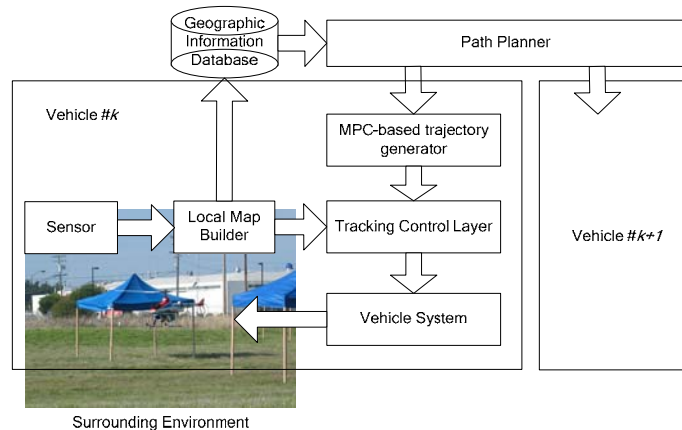 Geographic
Information
Database
Path Planner
Vehicle #k
MPC-based trajectory
generator
Sensor
Local Map
Builder
Tracking Control Layer
Vehicle #k+1
Vehicle System
Surrounding Environment